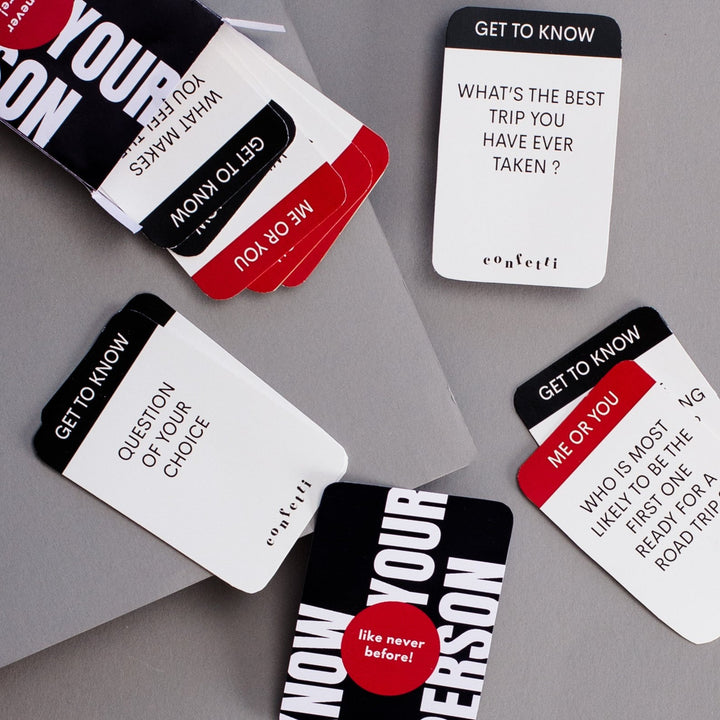 never
YOUR
SON
WHAT MAKES
YOU FEEL THE
GET TO KNOW
ME OR YOU
GET TO KNOW
WHAT'S THE BEST
TRIP YOU
HAVE EVER
TAKEN ?
confetti
GET TO KNOW
QUESTION
OF YOUR
CHOICE
confetti
GET TO KNOW
NG
ME OR YOU
WHO IS MOST
LIKELY TO BE THE
FIRST ONE
READY FOR A
ROAD TRIP
KNOW
YOUR
PERSON
like never
before!